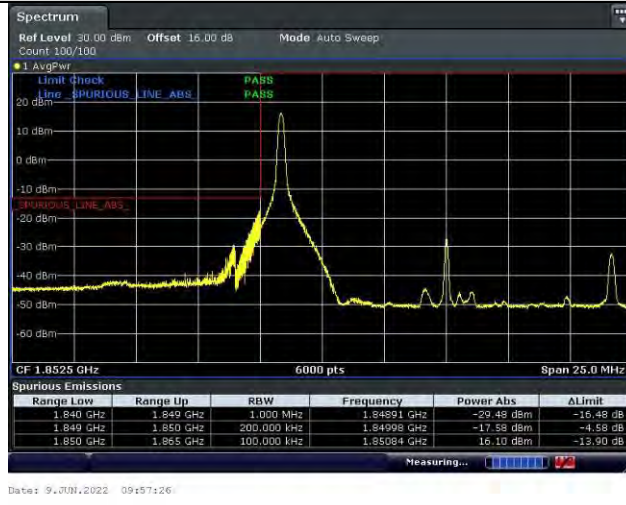 Spectrum
Ref Level 30.00 dBm Offset 16.00 dB Mode Auto Sweep
Count 100/100
1 AvgPwr
Limit Check PASS
Line _SPURIOUS_LINE_ABS_ PASS
20 dBm
10 dBm
0 dBm
-10 dBm
_SPURIOUS_LINE_ABS_
-20 dBm
-30 dBm
-40 dBm
-50 dBm
-60 dBm
CF 1.8525 GHz 6000 pts Span 25.0 MHz
Spurious Emissions
Range Low Range Up RBW Frequency Power Abs ΔLimit
1.840 GHz 1.849 GHz 1.000 MHz 1.84891 GHz -29.48 dBm -16.48 dB
1.849 GHz 1.850 GHz 200.000 kHz 1.84998 GHz -17.58 dBm -4.58 dB
1.850 GHz 1.865 GHz 100.000 kHz 1.85084 GHz 16.10 dBm -13.90 dB
Measuring...
Date: 9.JUN.2022 09:57:26